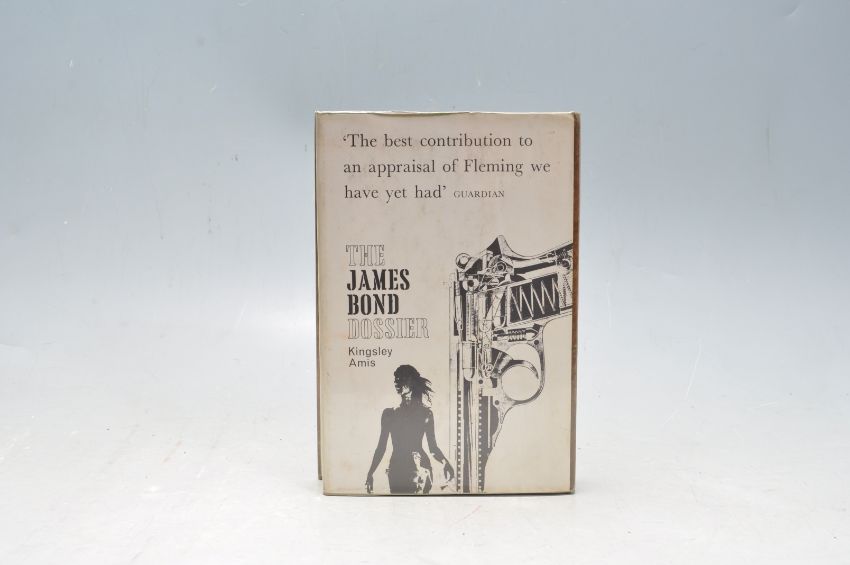 ‘The best contribution to
an appraisal of Fleming we
have yet had’ GUARDIAN
THE
JAMES
BOND
DOSSIER
Kingsley
Amis